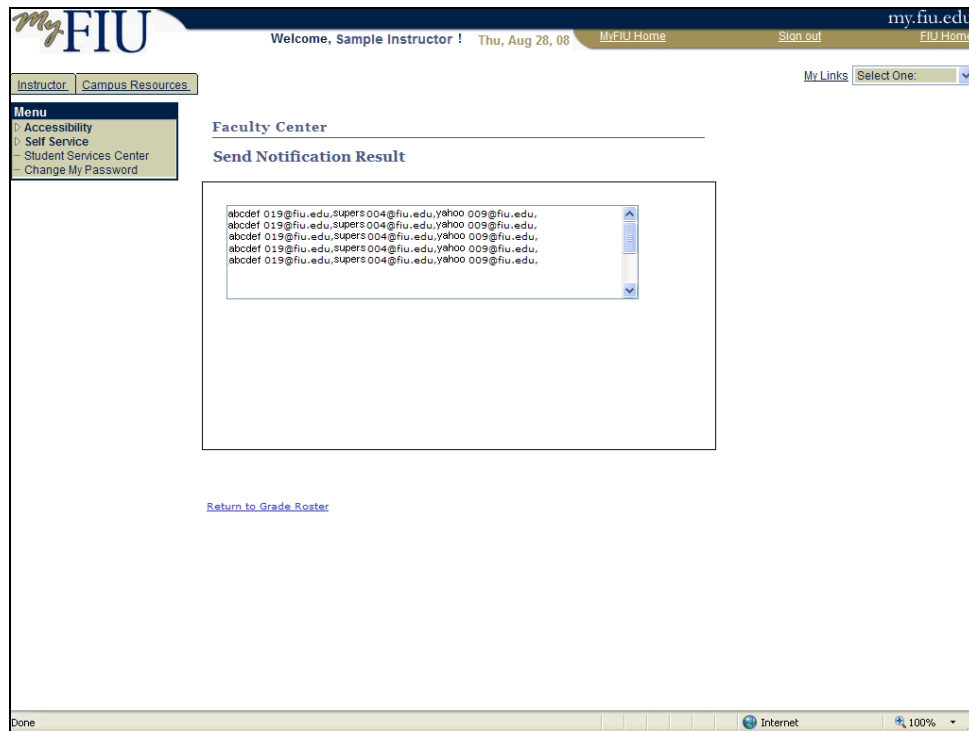 MyFIU
my.fiu.edu
Welcome, Sample Instructor ! Thu, Aug 28, 08 MyFIU Home Sign out FIU Home
My Links Select One:
Instructor Campus Resources
Menu
Accessibility
Self Service
Student Services Center
Change My Password
Faculty Center
Send Notification Result
abcdef 019@fiu.edu,supers 004@fiu.edu,yahoo 009@fiu.edu,
abcdef 019@fiu.edu,supers 004@fiu.edu,yahoo 009@fiu.edu,
abcdef 019@fiu.edu,supers 004@fiu.edu,yahoo 009@fiu.edu,
abcdef 019@fiu.edu,supers 004@fiu.edu,yahoo 009@fiu.edu,
abcdef 019@fiu.edu,supers 004@fiu.edu,yahoo 009@fiu.edu,
Return to Grade Roster
Done Internet 100%